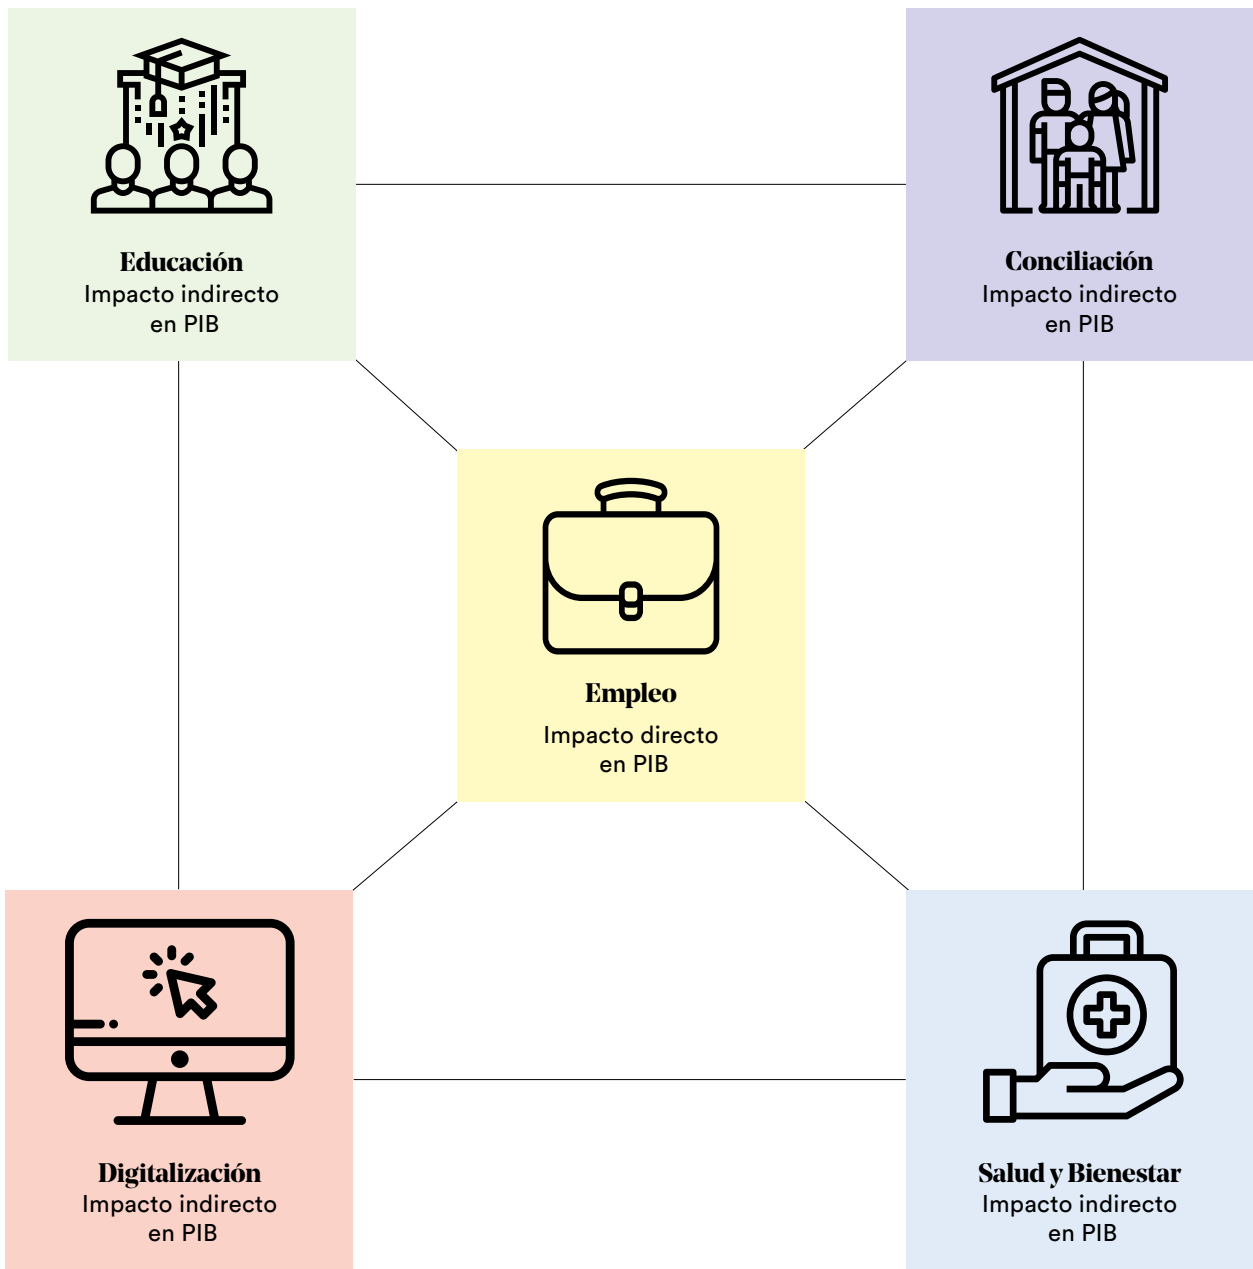 Educación
Impacto indirecto
en PIB
Conciliación
Impacto indirecto
en PIB
Empleo
Impacto directo
en PIB
Digitalización
Impacto indirecto
en PIB
Salud y Bienestar
Impacto indirecto
en PIB